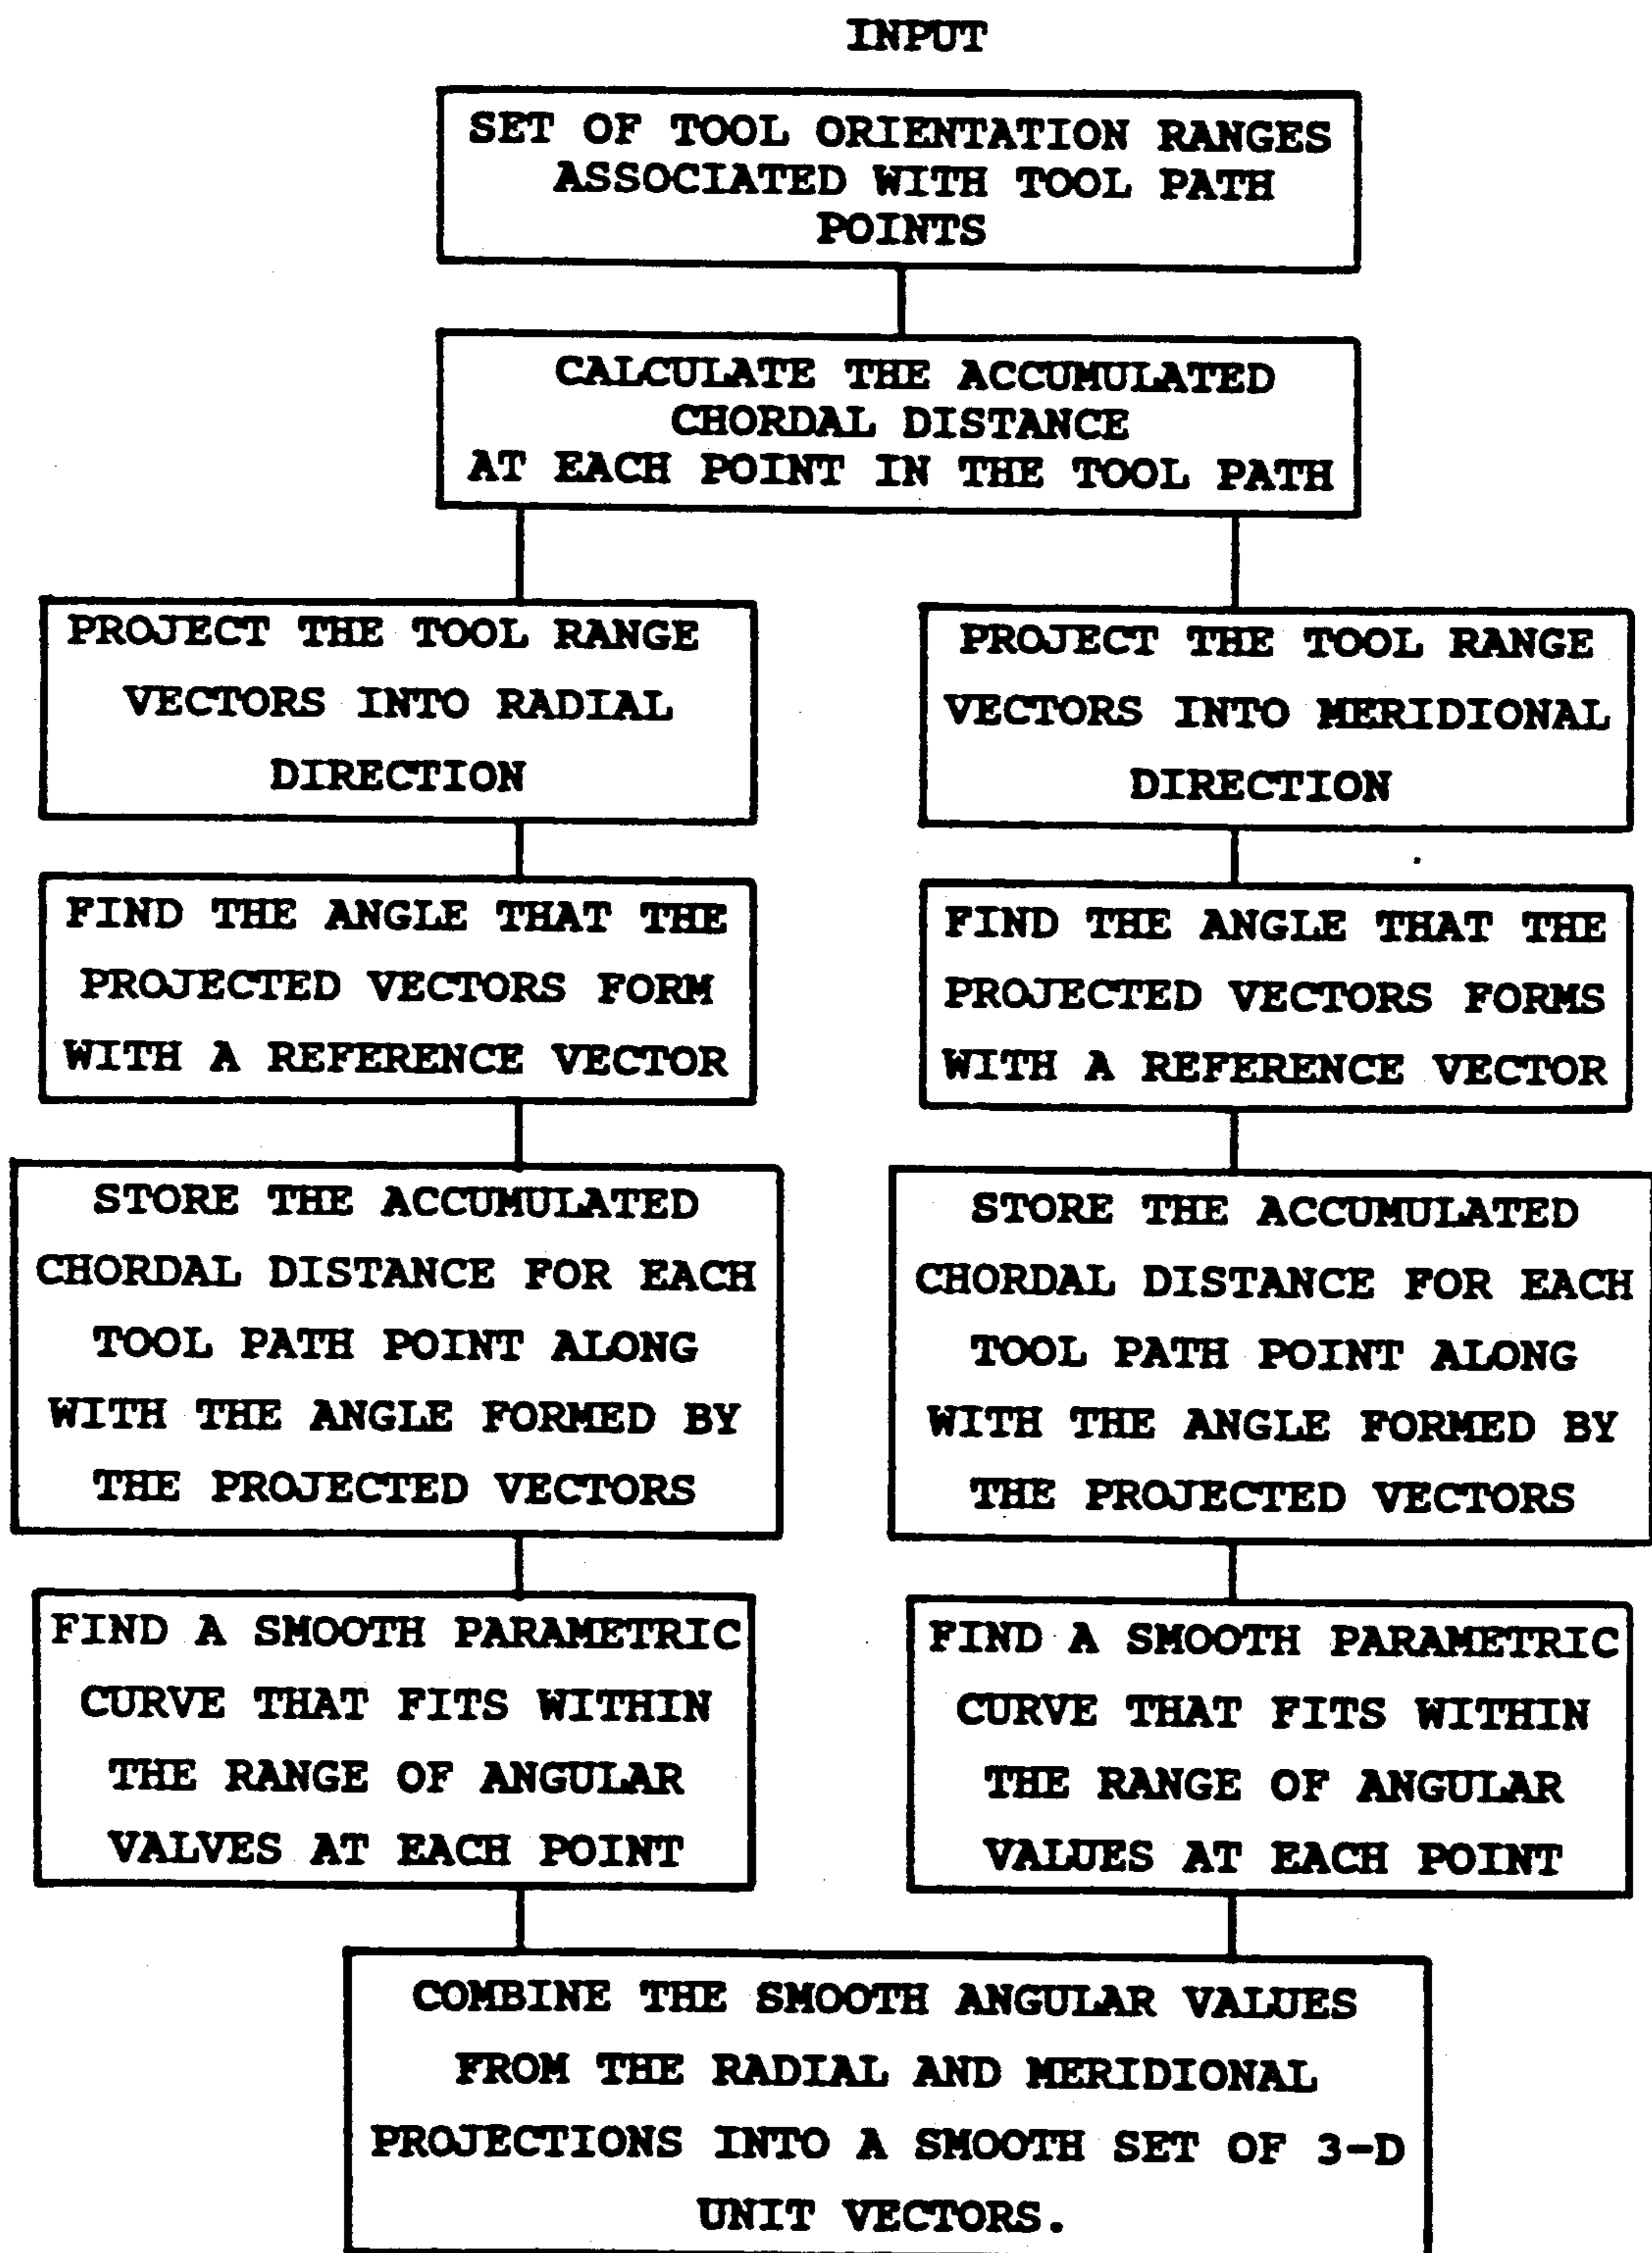 INPUT
SET OF TOOL ORIENTATION RANGES
ASSOCIATED WITH TOOL PATH
POINTS
CALCULATE THE ACCUMULATED
CHORDAL DISTANCE
AT EACH POINT IN THE TOOL PATH
PROJECT THE TOOL RANGE
VECTORS INTO RADIAL
DIRECTION
FIND THE ANGLE THAT THE
PROJECTED VECTORS FORM
WITH A REFERENCE VECTOR
STORE THE ACCUMULATED
CHORDAL DISTANCE FOR EACH
TOOL PATH POINT ALONG
WITH THE ANGLE FORMED BY
THE PROJECTED VECTORS
FIND A SMOOTH PARAMETRIC
CURVE THAT FITS WITHIN
THE RANGE OF ANGULAR
VALVES AT EACH POINT
PROJECT THE TOOL RANGE
VECTORS INTO MERIDIONAL
DIRECTION
FIND THE ANGLE THAT THE
PROJECTED VECTORS FORMS
WITH A REFERENCE VECTOR
STORE THE ACCUMULATED
CHORDAL DISTANCE FOR EACH
TOOL PATH POINT ALONG
WITH THE ANGLE FORMED BY
THE PROJECTED VECTORS
FIND A SMOOTH PARAMETRIC
CURVE THAT FITS WITHIN
THE RANGE OF ANGULAR
VALUES AT EACH POINT
COMBINE THE SMOOTH ANGULAR VALUES
FROM THE RADIAL AND MERIDIONAL
PROJECTIONS INTO A SMOOTH SET OF 3-D
UNIT VECTORS.